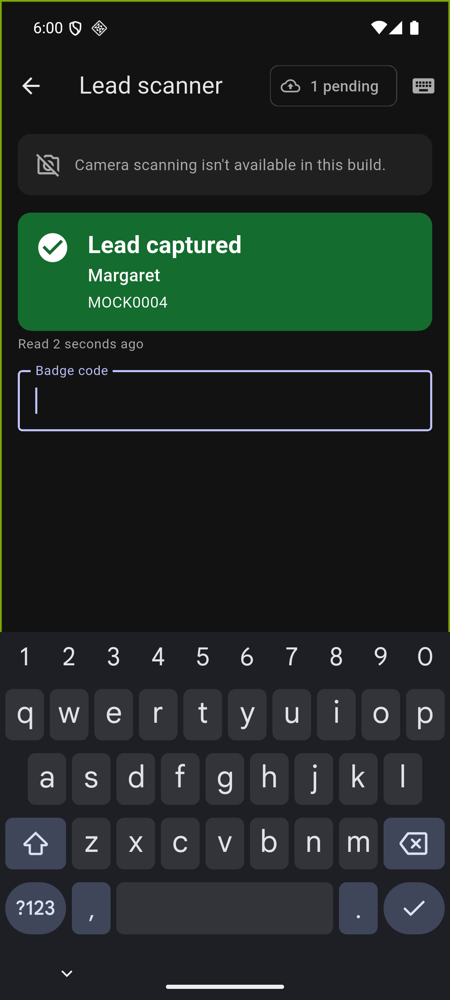 6:00
Lead scanner
1 pending
Camera scanning isn't available in this build.
Lead captured
Margaret
MOCK0004
Read 2 seconds ago
Badge code
1 2 3 4 5 6 7 8 9 0
q w e r t y u i o p
a s d f g h j k l
z x c v b n m
?123 , .